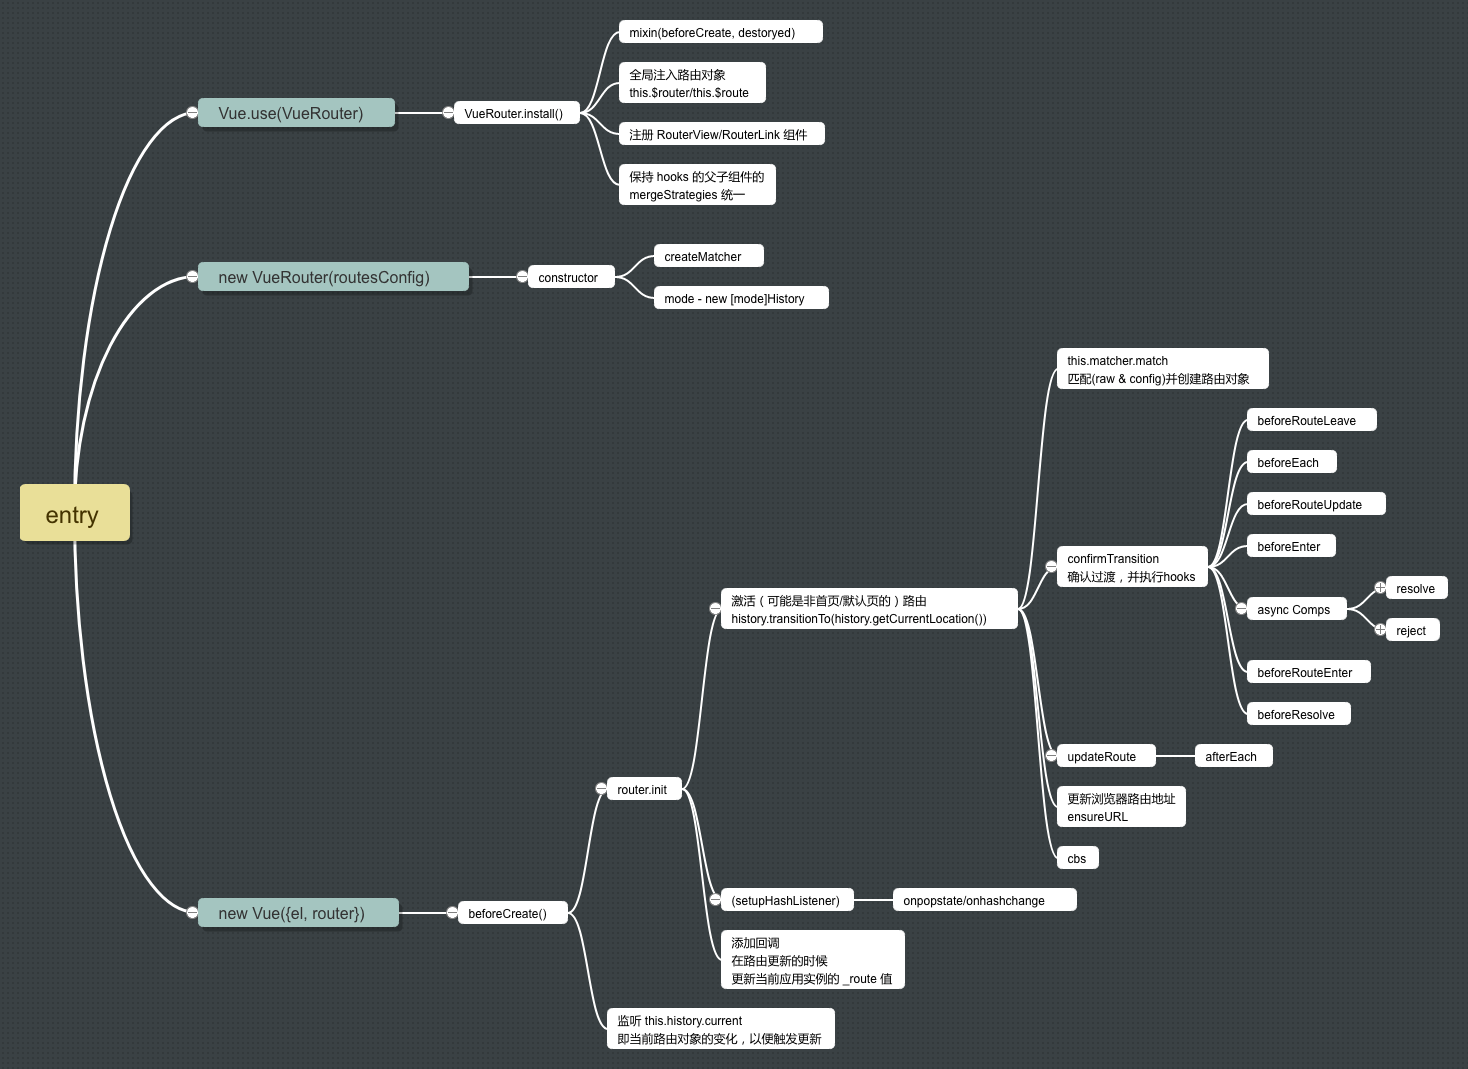 entry
Vue.use(VueRouter)
VueRouter.install()
mixin(beforeCreate, destoryed)
全局注入路由对象
this.$router/this.$route
注册 RouterView/RouterLink 组件
保持 hooks 的父子组件的
mergeStrategies 统一
new VueRouter(routesConfig)
constructor
createMatcher
mode - new [mode]History
new Vue({el, router})
beforeCreate()
router.init
激活（可能是非首页/默认页的）路由
history.transitionTo(history.getCurrentLocation())
this.matcher.match
匹配(raw & config)并创建路由对象
confirmTransition
确认过渡，并执行hooks
beforeRouteLeave
beforeEach
beforeRouteUpdate
beforeEnter
async Comps
resolve
reject
beforeRouteEnter
beforeResolve
updateRoute
afterEach
更新浏览器路由地址
ensureURL
cbs
(setupHashListener)
onpopstate/onhashchange
添加回调
在路由更新的时候
更新当前应用实例的 _route 值
监听 this.history.current
即当前路由对象的变化，以便触发更新